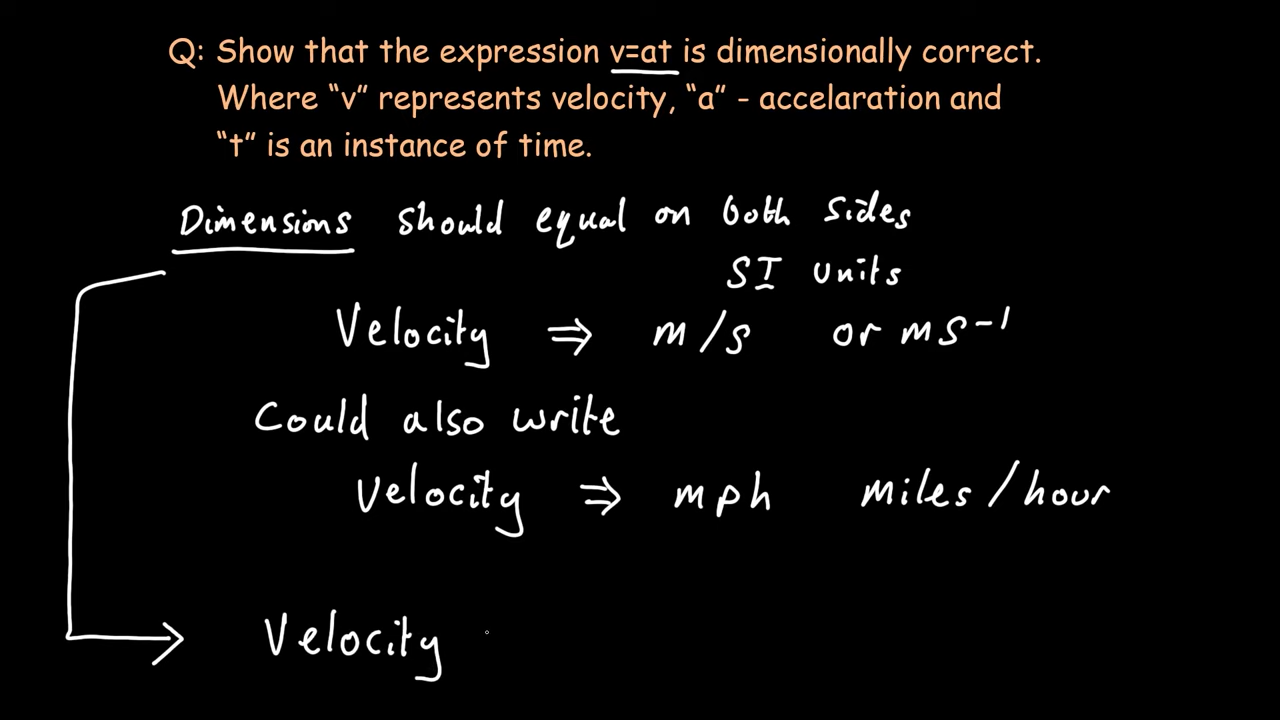 Q: Show that the expression v=at is dimensionally correct.
Where “v” represents velocity, “a” - accelaration and
“t” is an instance of time.
Dimensions should equal on both sides
SI units
Velocity ⇒ m/s or ms⁻¹
Could also write
Velocity ⇒ mph miles/hour
Velocity